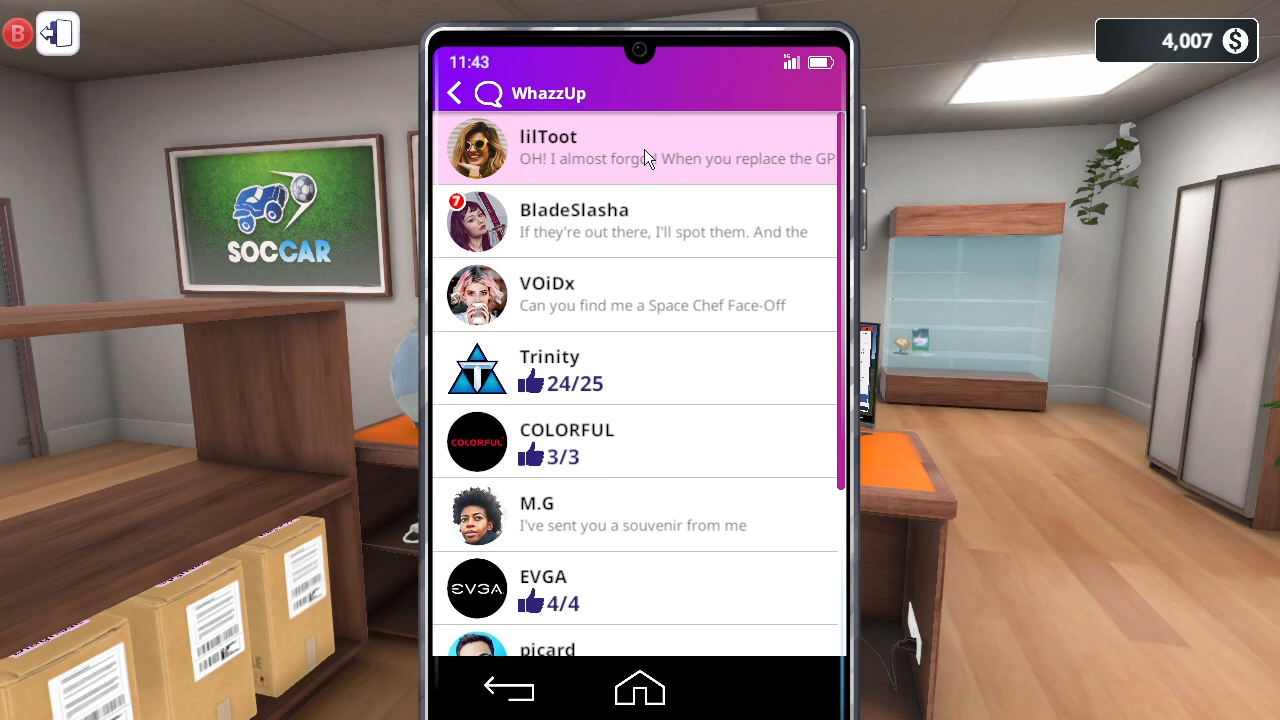 B
4,007 $
11:43
WhazzUp
SOCCAR
lilToot
OH! I almost forgot! When you replace the GP
7
BladeSlasha
If they're out there, I'll spot them. And the
VOiDx
Can you find me a Space Chef Face-Off
Trinity
24/25
COLORFUL
COLORFUL
3/3
M.G
I've sent you a souvenir from me
EVGA
EVGA
4/4
picard